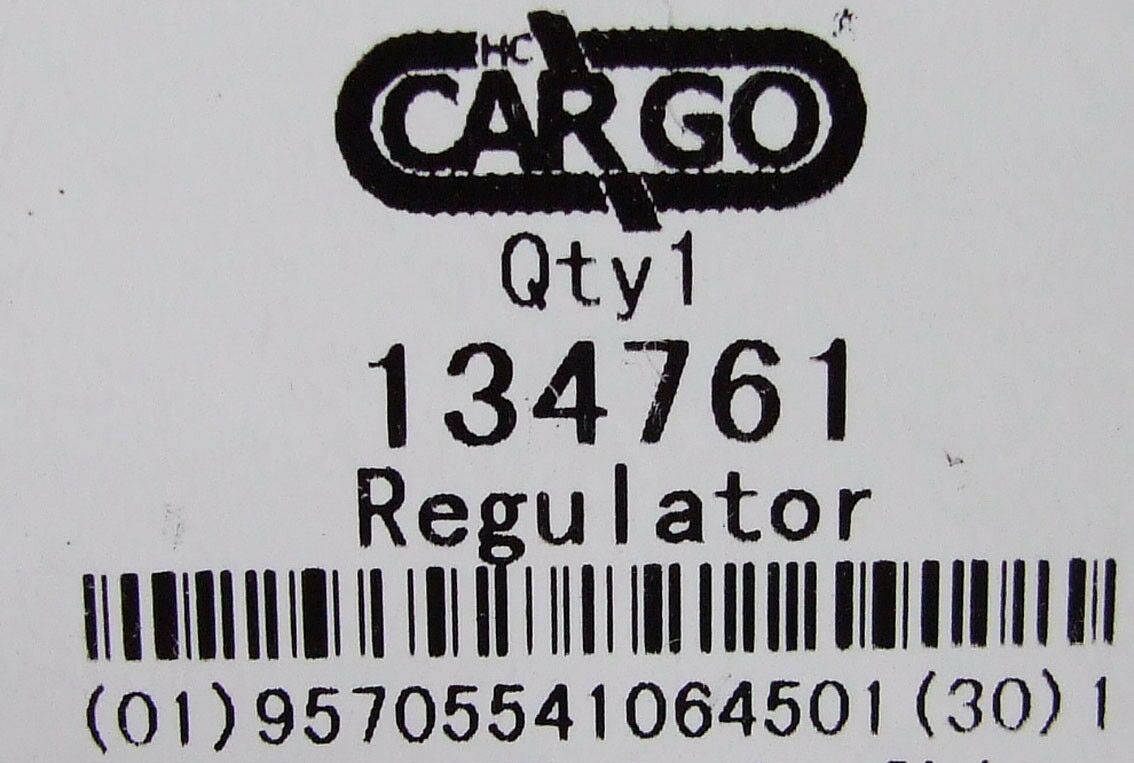 HC
CARGO
Qty1
134761
Regulator
(01)95705541064501(30)1